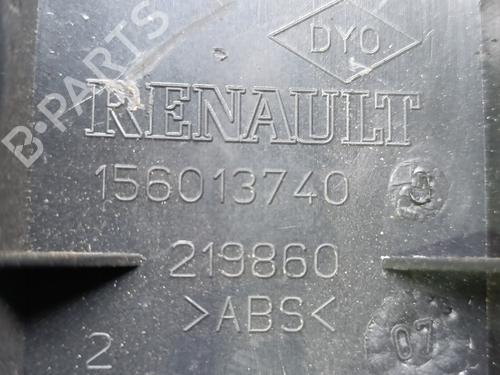 DYO
RENAULT
156013740
219860
>ABS<
2
07
B-PARTS